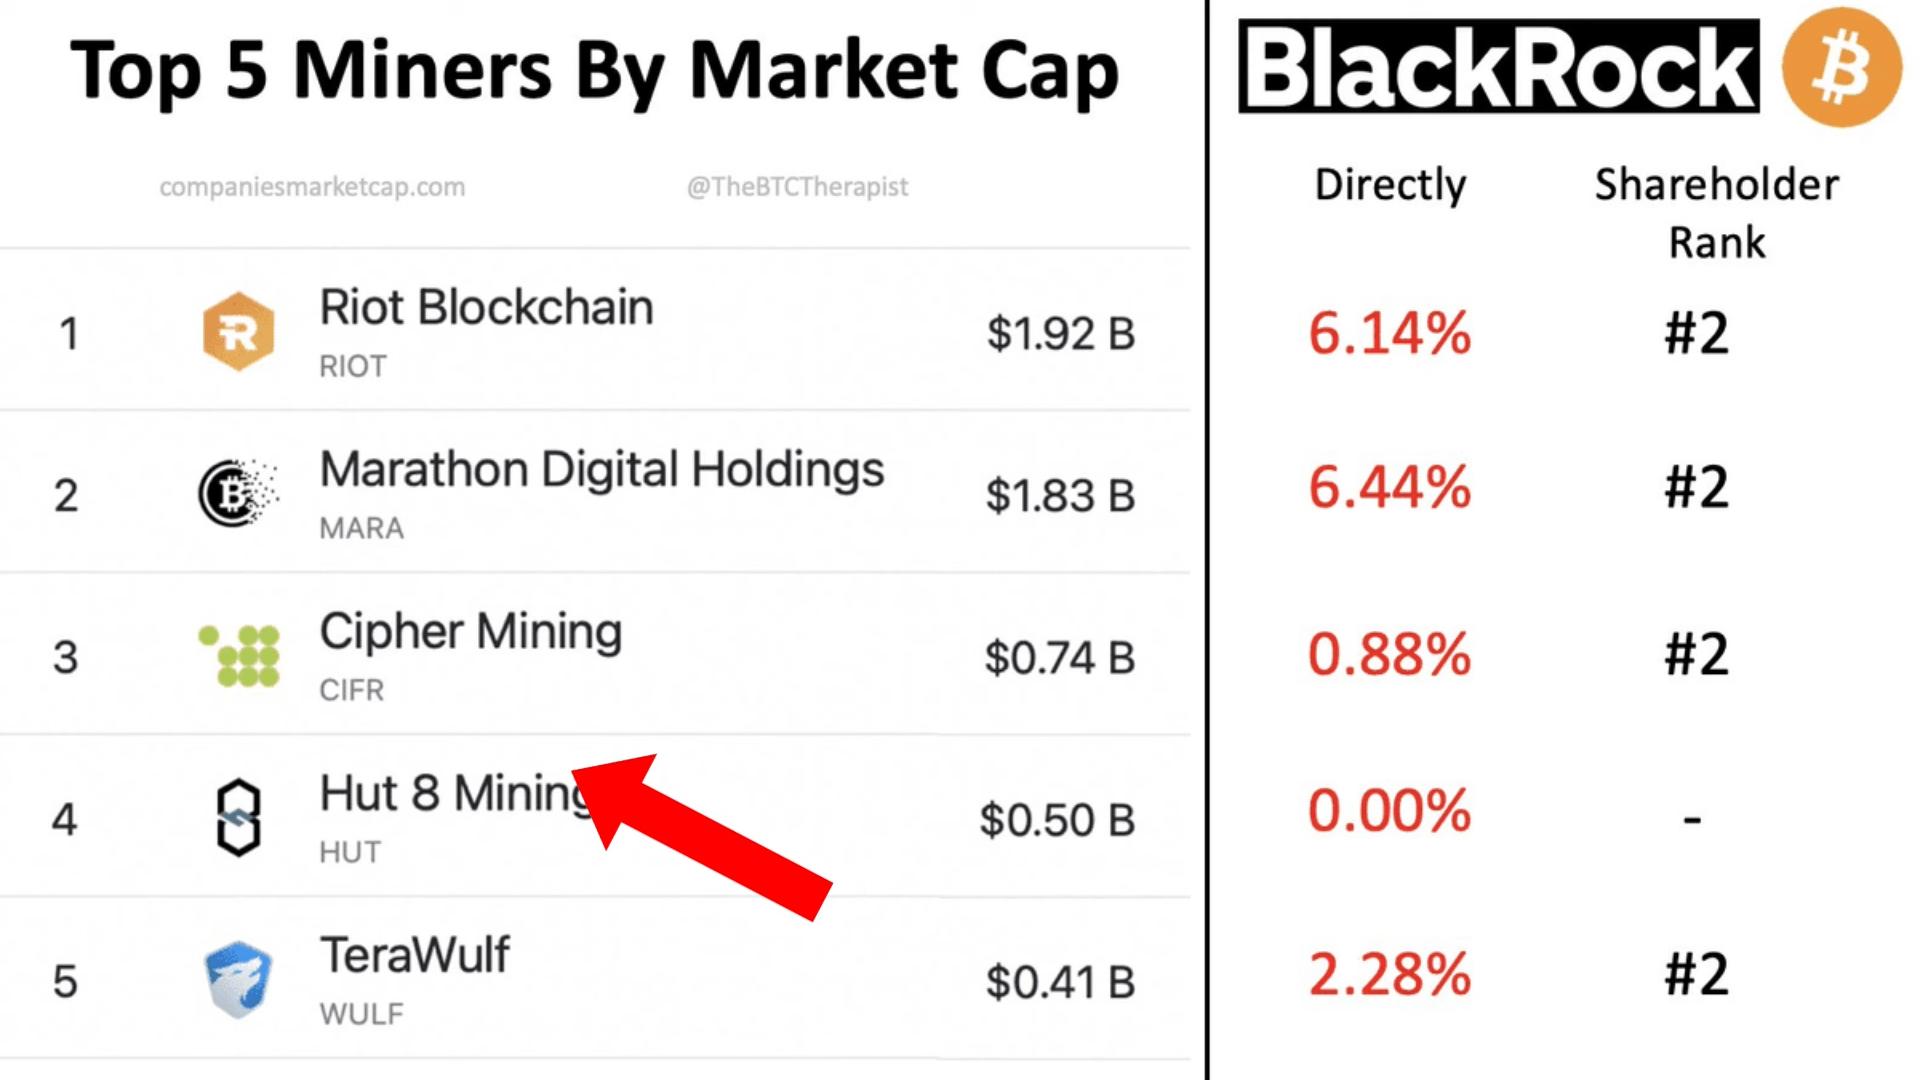 Top 5 Miners By Market Cap
BlackRock
companiesmarketcap.com @TheBTCTherapist
Directly Shareholder
Rank
1 Riot Blockchain $1.92 B 6.14% #2
RIOT
2 Marathon Digital Holdings $1.83 B 6.44% #2
MARA
3 Cipher Mining $0.74 B 0.88% #2
CIFR
4 Hut 8 Mining $0.50 B 0.00% -
HUT
5 TeraWulf $0.41 B 2.28% #2
WULF